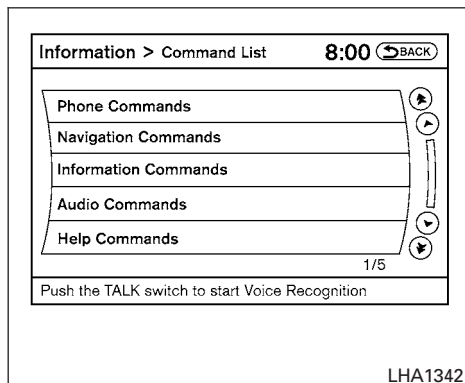 Information > Command List 8:00 BACK
Phone Commands
Navigation Commands
Information Commands
Audio Commands
Help Commands
1/5
Push the TALK switch to start Voice Recognition
LHA1342